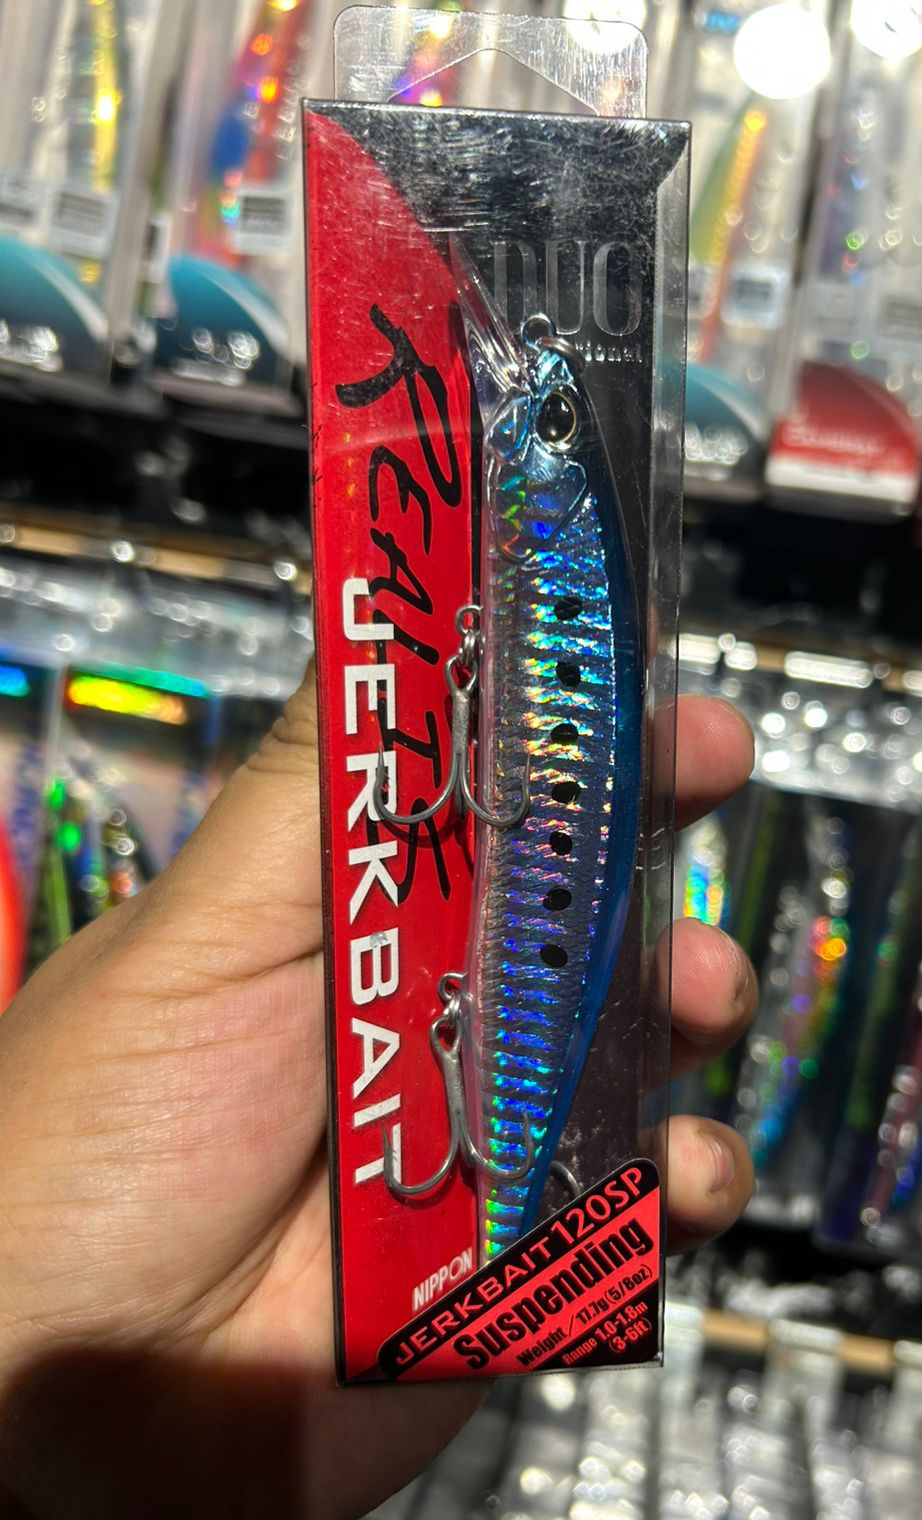 DUO
REALIS
JERKBAIT
NIPPON
JERKBAIT 120SP
Suspending
Weight / 17.7g (5/8oz)
Range 1.0-1.8m
(3-6ft)